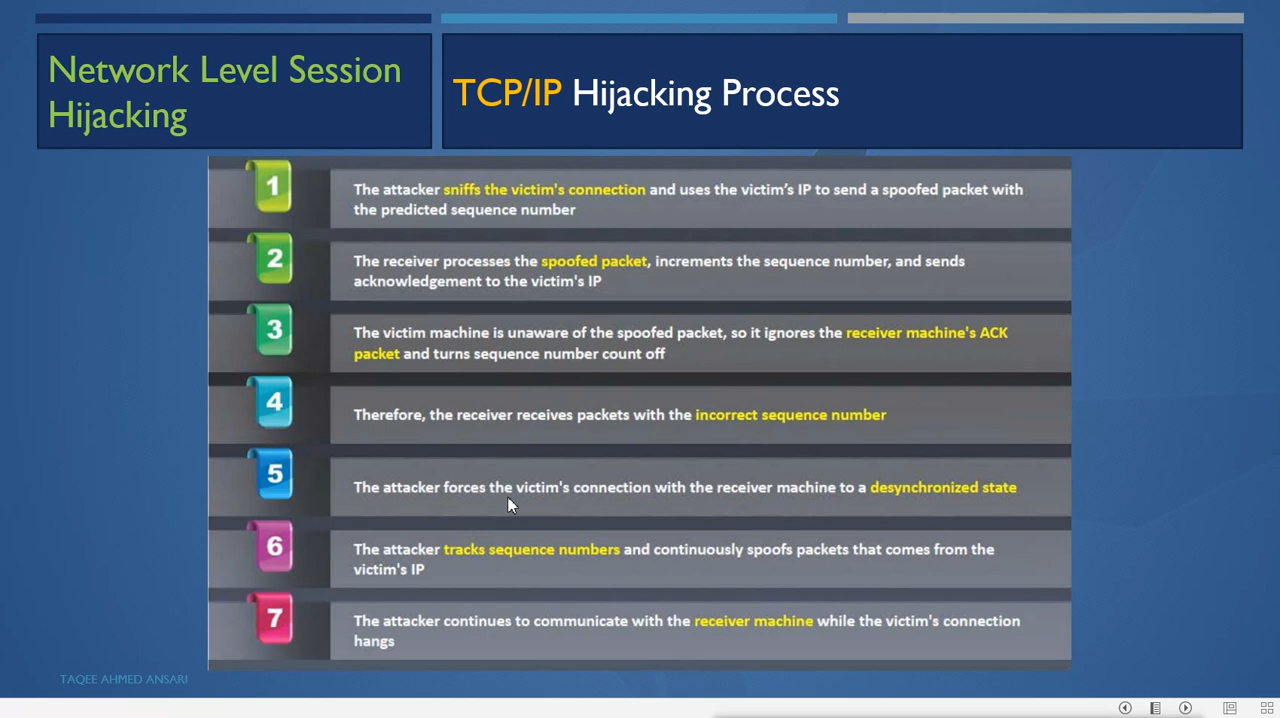 Network Level Session
Hijacking
TCP/IP Hijacking Process
1
The attacker sniffs the victim's connection and uses the victim’s IP to send a spoofed packet with
the predicted sequence number
2
The receiver processes the spoofed packet, increments the sequence number, and sends
acknowledgement to the victim's IP
3
The victim machine is unaware of the spoofed packet, so it ignores the receiver machine's ACK
packet and turns sequence number count off
4
Therefore, the receiver receives packets with the incorrect sequence number
5
The attacker forces the victim's connection with the receiver machine to a desynchronized state
6
The attacker tracks sequence numbers and continuously spoofs packets that comes from the
victim's IP
7
The attacker continues to communicate with the receiver machine while the victim's connection
hangs
TAQEE AHMED ANSARI